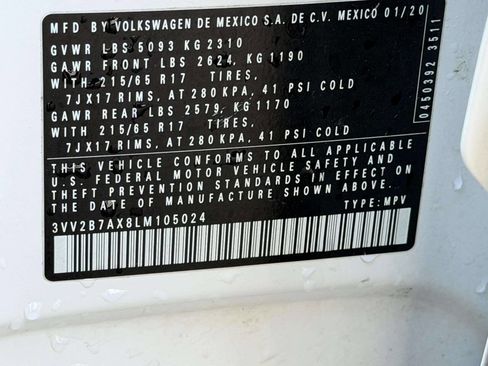 MFD BY VOLKSWAGEN DE MEXICO S.A. DE C.V. MEXICO 01/20
GVWR LBS 5093 KG 2310
GAWR FRONT LBS 2624, KG 1190
WITH 215/65 R17 TIRES,
7JX17 RIMS, AT 280 KPA, 41 PSI COLD
GAWR REAR LBS 2579, KG 1170
WITH 215/65 R17 TIRES,
7JX17 RIMS, AT 280 KPA, 41 PSI COLD
THIS VEHICLE CONFORMS TO ALL APPLICABLE
U.S. FEDERAL MOTOR VEHICLE SAFETY AND
THEFT PREVENTION STANDARDS IN EFFECT ON
THE DATE OF MANUFACTURE SHOWN ABOVE.
3VV2B7AX8LM105024 TYPE: MPV
0450392 3511